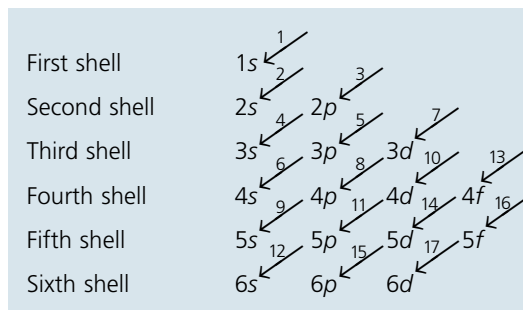 1
First shell 1s
2 3
Second shell 2s 2p
4 5 7
Third shell 3s 3p 3d
6 8 10 13
Fourth shell 4s 4p 4d 4f
9 11 14 16
Fifth shell 5s 5p 5d 5f
12 15 17
Sixth shell 6s 6p 6d